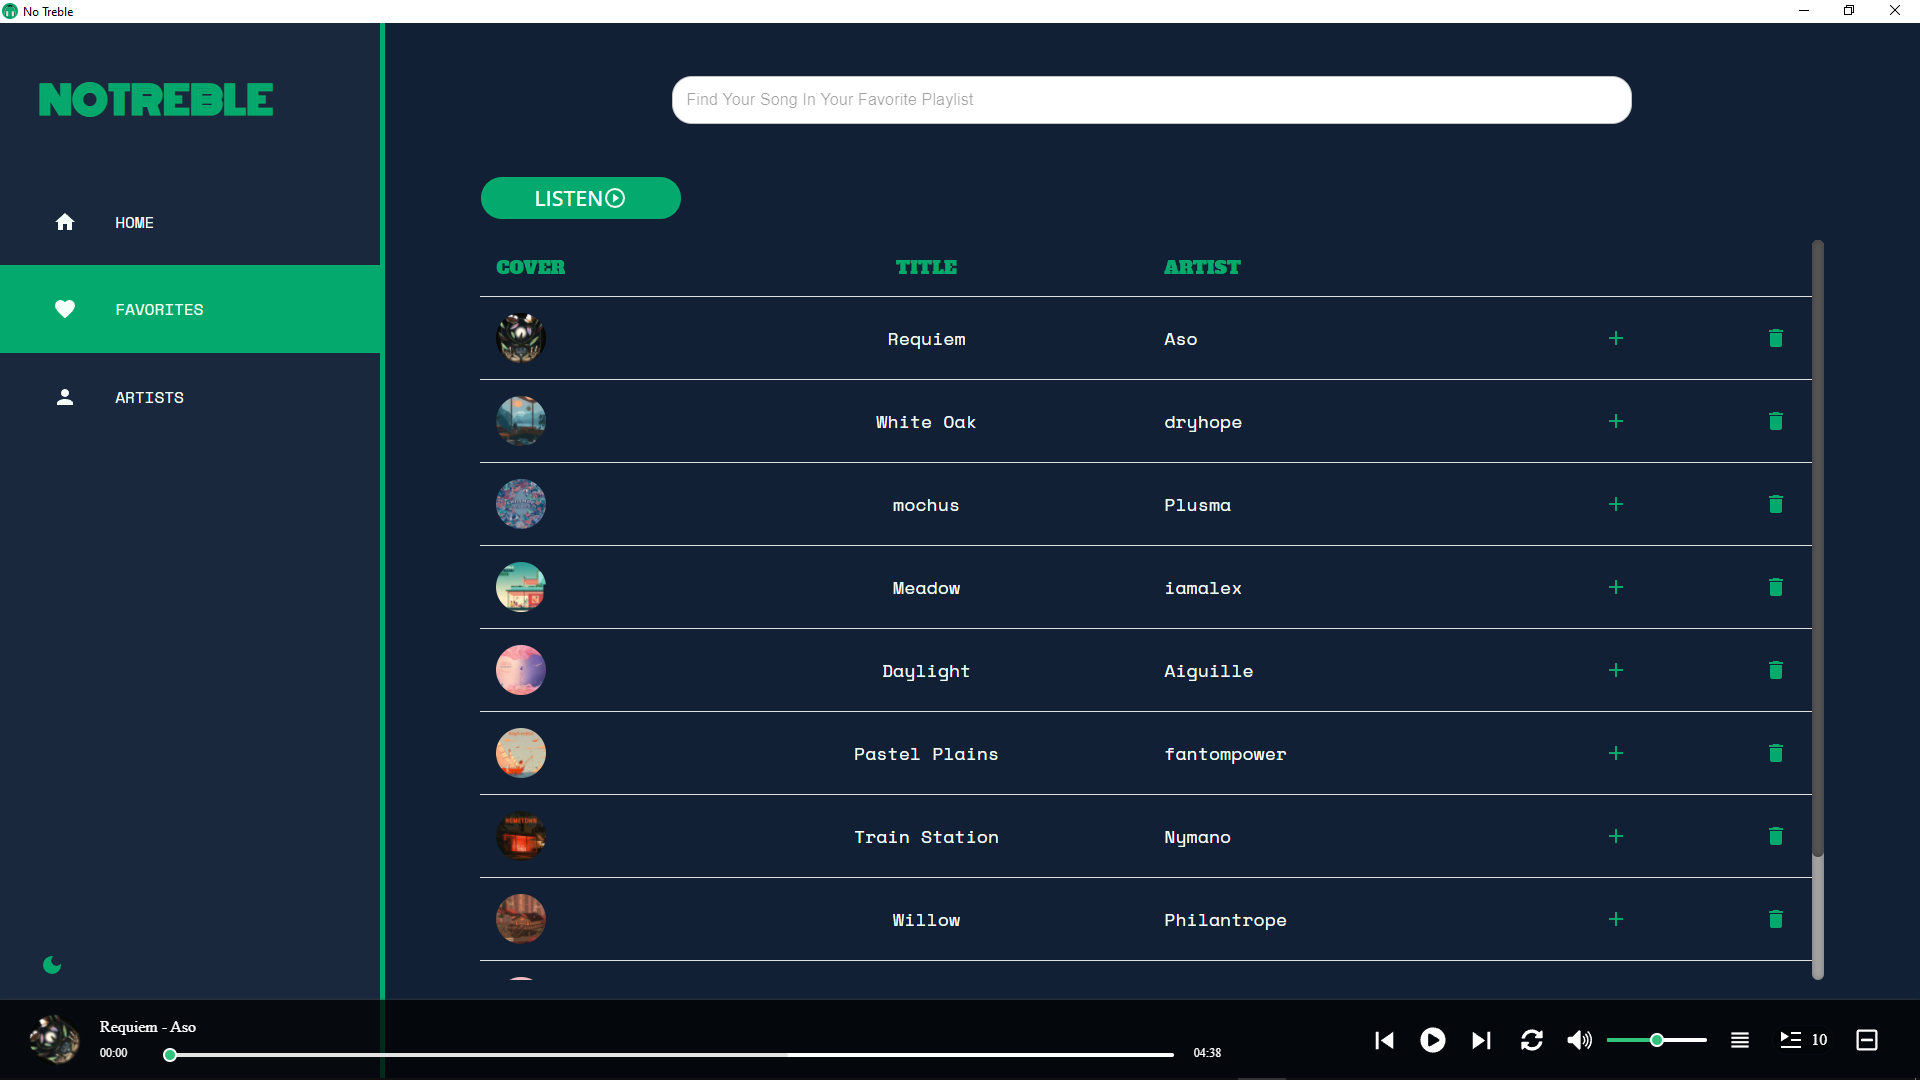 No Treble
NOTREBLE
Find Your Song In Your Favorite Playlist
LISTEN
HOME
FAVORITES
ARTISTS
COVER TITLE ARTIST
Requiem Aso
White Oak dryhope
mochus Plusma
Meadow iamalex
Daylight Aiguille
Pastel Plains fantompower
Train Station Nymano
HOMETOWN
Willow Philantrope
Requiem - Aso
00:00 04:38
10